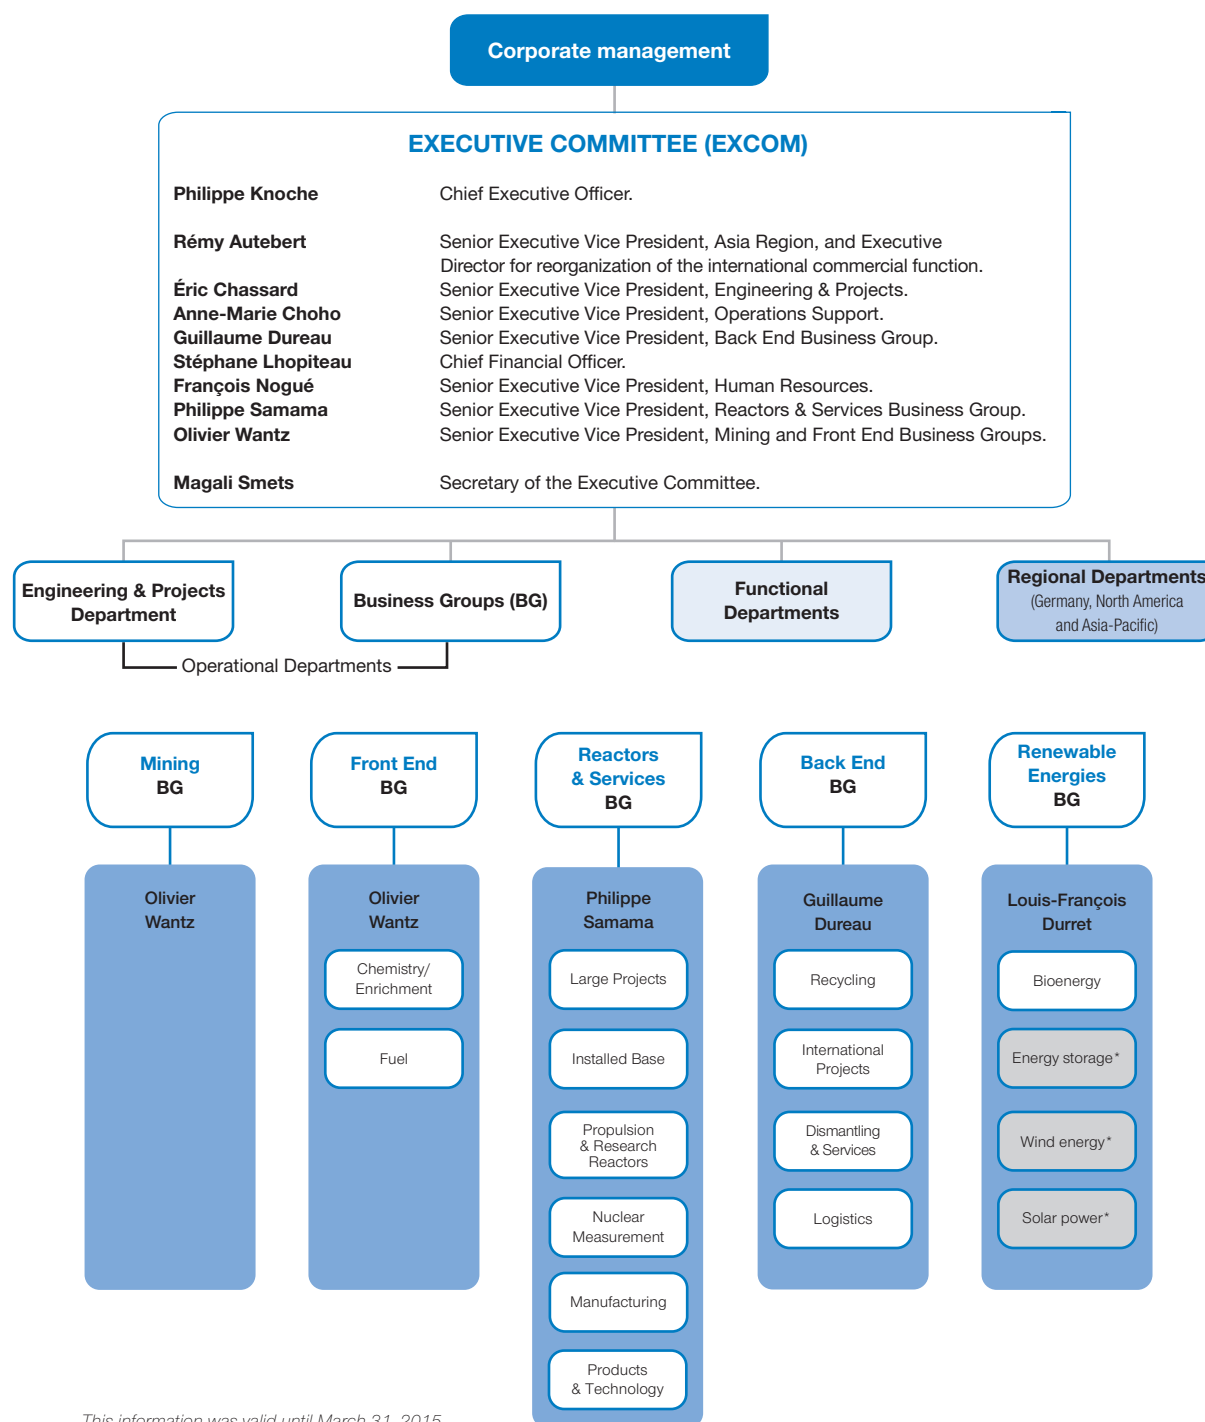 Corporate management
EXECUTIVE COMMITTEE (EXCOM)
Philippe Knoche Chief Executive Officer.
Rémy Autebert Senior Executive Vice President, Asia Region, and Executive
Director for reorganization of the international commercial function.
Éric Chassard Senior Executive Vice President, Engineering & Projects.
Anne-Marie Choho Senior Executive Vice President, Operations Support.
Guillaume Dureau Senior Executive Vice President, Back End Business Group.
Stéphane Lhopiteau Chief Financial Officer.
François Nogué Senior Executive Vice President, Human Resources.
Philippe Samama Senior Executive Vice President, Reactors & Services Business Group.
Olivier Wantz Senior Executive Vice President, Mining and Front End Business Groups.
Magali Smets Secretary of the Executive Committee.
Engineering & Projects
Department
Business Groups (BG)
Functional
Departments
Regional Departments
(Germany, North America
and Asia-Pacific)
Operational Departments
Mining
BG
Front End
BG
Reactors
& Services
BG
Back End
BG
Renewable
Energies
BG
Olivier
Wantz
Olivier
Wantz
Chemistry/
Enrichment
Fuel
Philippe
Samama
Large Projects
Installed Base
Propulsion
& Research
Reactors
Nuclear
Measurement
Manufacturing
Products
& Technology
Guillaume
Dureau
Recycling
International
Projects
Dismantling
& Services
Logistics
Louis-François
Durret
Bioenergy
Energy storage*
Wind energy*
Solar power*
This information was valid until March 31, 2015